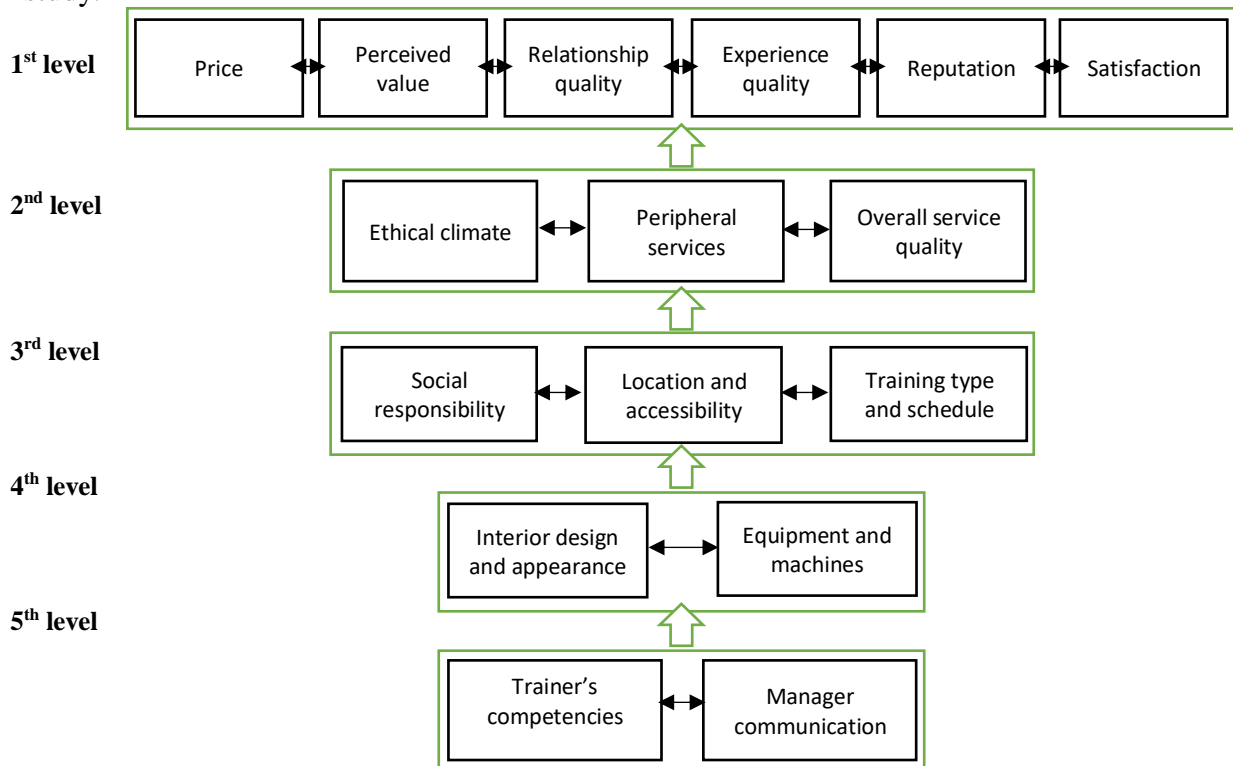 1st level
Price
Perceived
value
Relationship
quality
Experience
quality
Reputation
Satisfaction
2nd level
Ethical climate
Peripheral
services
Overall service
quality
3rd level
Social
responsibility
Location and
accessibility
Training type
and schedule
4th level
Interior design
and appearance
Equipment and
machines
5th level
Trainer's
competencies
Manager
communication